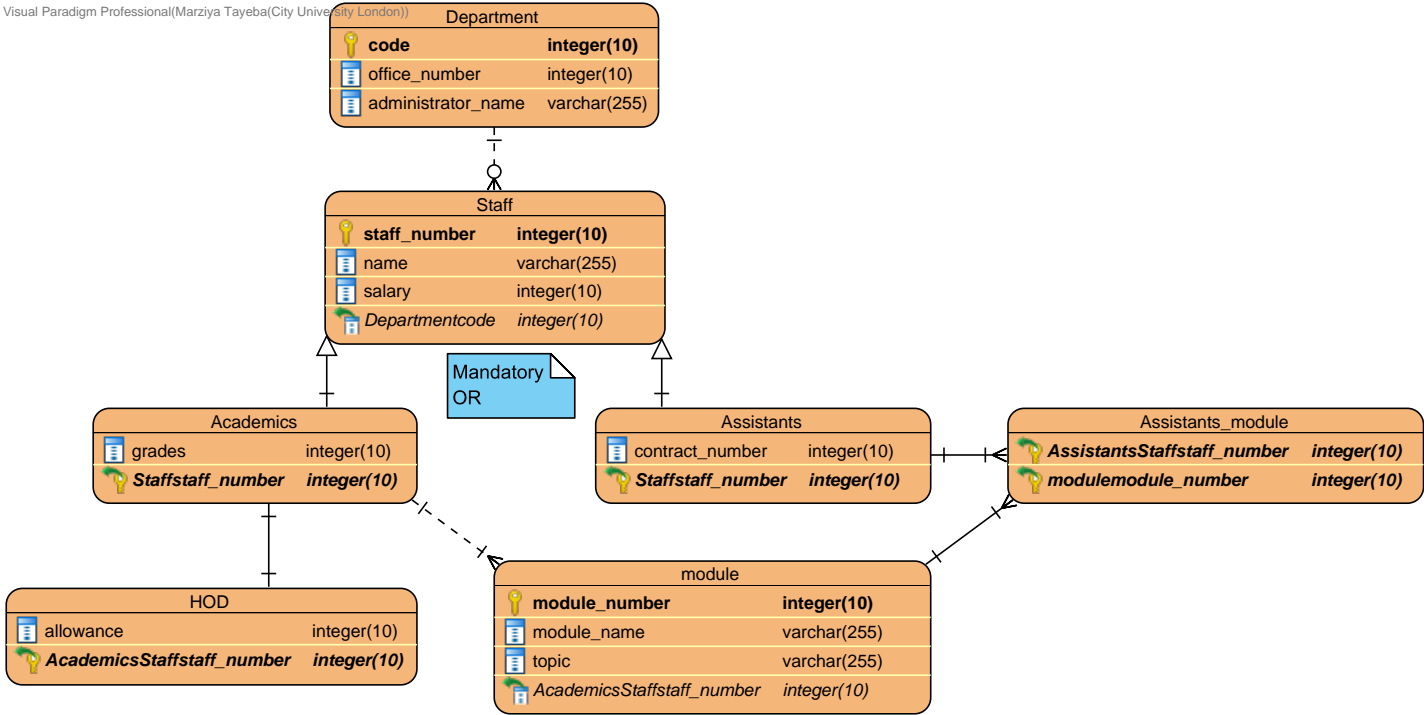 Visual Paradigm Professional(Marziya Tayeba(City University London))
Department
code integer(10)
office_number integer(10)
administrator_name varchar(255)
Staff
staff_number integer(10)
name varchar(255)
salary integer(10)
Departmentcode integer(10)
Mandatory
OR
Academics
grades integer(10)
Staffstaff_number integer(10)
Assistants
contract_number integer(10)
Staffstaff_number integer(10)
Assistants_module
AssistantsStaffstaff_number integer(10)
modulemodule_number integer(10)
HOD
allowance integer(10)
AcademicsStaffstaff_number integer(10)
module
module_number integer(10)
module_name varchar(255)
topic varchar(255)
AcademicsStaffstaff_number integer(10)